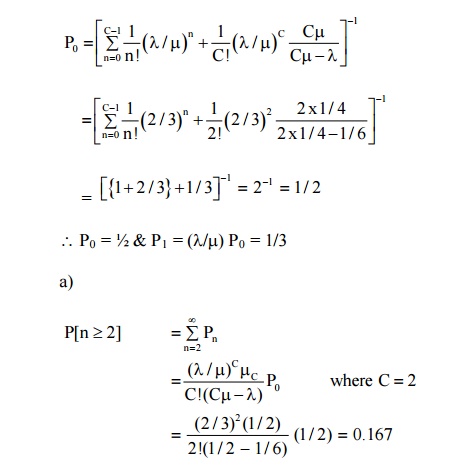 P₀ = [ Σ_{n=0}^{C–1} 1/n! (λ / μ)ⁿ + 1/C! (λ / μ)^C Cμ/(Cμ – λ) ]⁻¹
= [ Σ_{n=0}^{C–1} 1/n! (2 / 3)ⁿ + 1/2! (2 / 3)² (2 x 1 / 4)/(2 x 1 / 4 – 1 / 6) ]⁻¹
= [{1 + 2 / 3} + 1 / 3]⁻¹ = 2⁻¹ = 1 / 2
∴ P₀ = ½ & P₁ = (λ/μ) P₀ = 1/3
a)
P[n ≥ 2] = Σ_{n=2}^{∞} Pₙ
= (λ / μ)^C μ_C / C!(Cμ – λ) P₀ where C = 2
= (2 / 3)² (1 / 2) / 2!(1 / 2 – 1 / 6) (1 / 2) = 0.167